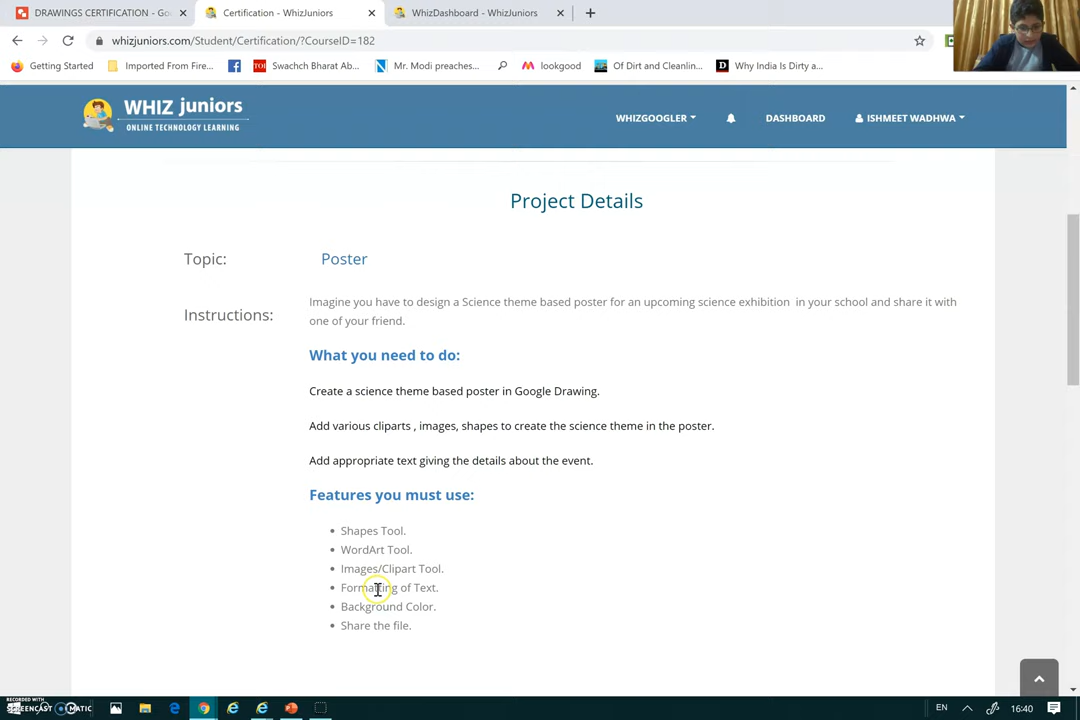 DRAWINGS CERTIFICATION - Go
Certification - WhizJuniors
WhizDashboard - WhizJuniors
whizjuniors.com/Student/Certification/?CourseID=182
Getting Started
Imported From Fire...
Swachch Bharat Ab...
Mr. Modi preaches...
lookgood
Of Dirt and Cleanlin...
Why India Is Dirty a...
WHIZ juniors
ONLINE TECHNOLOGY LEARNING
WHIZGOOGLER
DASHBOARD
ISHMEET WADHWA
Project Details
Topic:
Poster
Instructions:
Imagine you have to design a Science theme based poster for an upcoming science exhibition in your school and share it with
one of your friend.
What you need to do:
Create a science theme based poster in Google Drawing.
Add various cliparts , images, shapes to create the science theme in the poster.
Add appropriate text giving the details about the event.
Features you must use:
• Shapes Tool.
• WordArt Tool.
• Images/Clipart Tool.
• Formatting of Text.
• Background Color.
• Share the file.
RECORDED WITH
SCREENCAST MATIC
EN
16:40